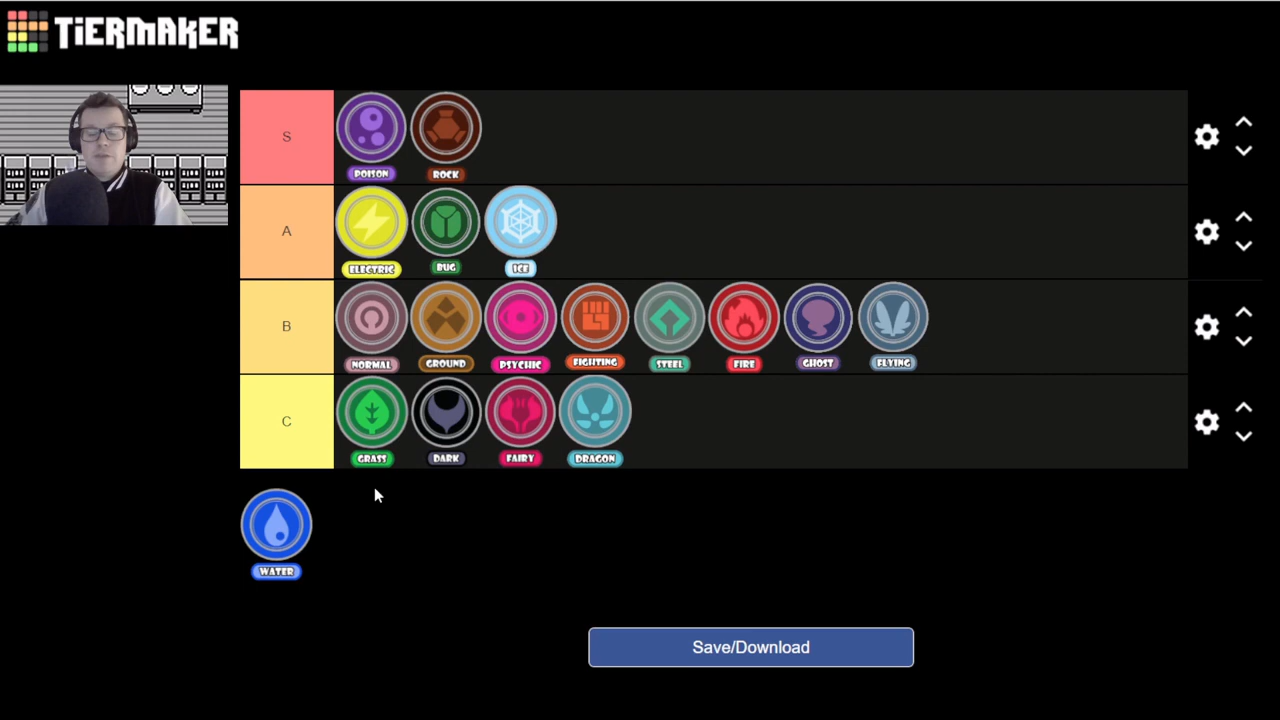 TIERMAKER
S
POISON ROCK
A
ELECTRIC BUG ICE
B
NORMAL GROUND PSYCHIC FIGHTING STEEL FIRE GHOST FLYING
C
GRASS DARK FAIRY DRAGON
WATER
Save/Download